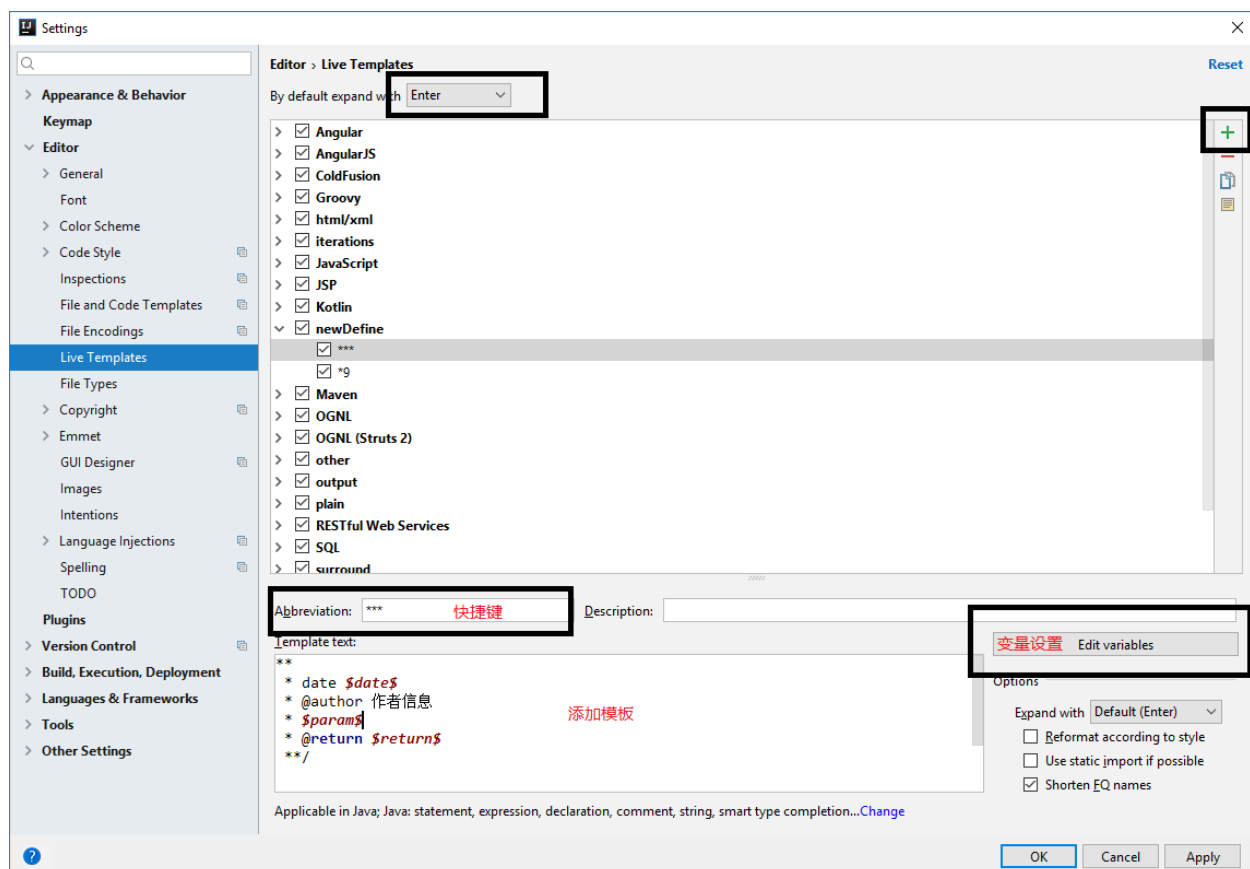 Settings
Editor › Live Templates
Reset
By default expand with Enter
Appearance & Behavior
Keymap
Editor
General
Font
Color Scheme
Code Style
Inspections
File and Code Templates
File Encodings
Live Templates
File Types
Copyright
Emmet
GUI Designer
Images
Intentions
Language Injections
Spelling
TODO
Plugins
Version Control
Build, Execution, Deployment
Languages & Frameworks
Tools
Other Settings
Angular
AngularJS
ColdFusion
Groovy
html/xml
iterations
JavaScript
JSP
Kotlin
newDefine
***
*9
Maven
OGNL
OGNL (Struts 2)
other
output
plain
RESTful Web Services
SQL
surround
Abbreviation: *** 快捷键 Description:
Template text:
变量设置 Edit variables
**
* date $date$
* @author 作者信息
* $param$
* @return $return$
**/
添加模板
Options
Expand with Default (Enter)
Reformat according to style
Use static import if possible
Shorten FQ names
Applicable in Java; Java: statement, expression, declaration, comment, string, smart type completion...Change
? OK Cancel Apply